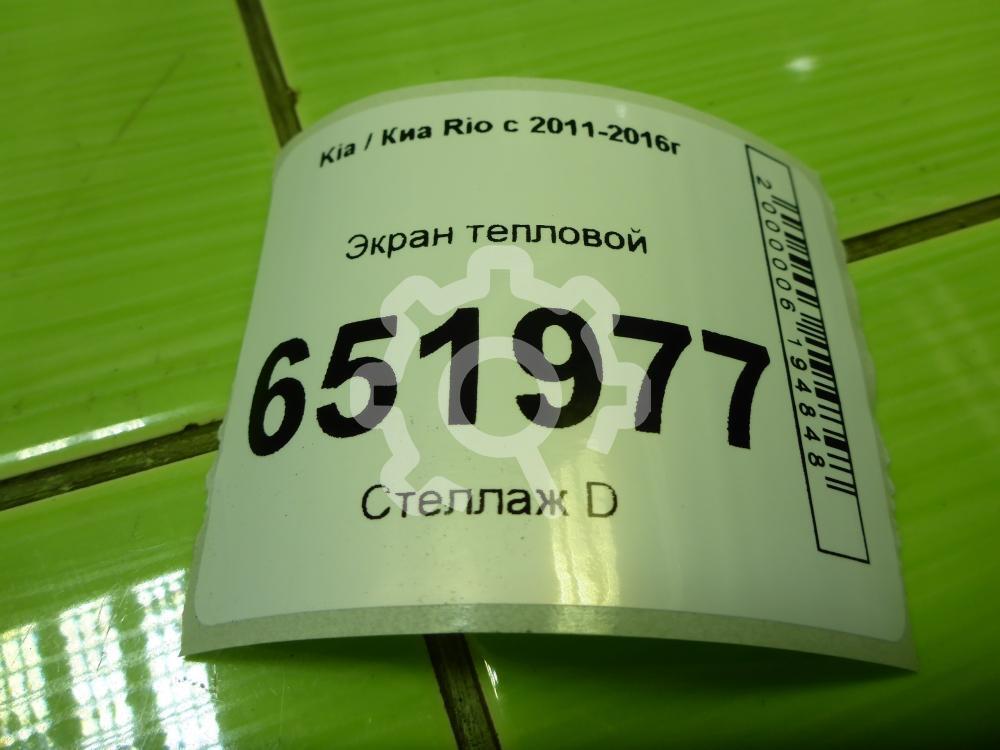 Kia / Киа Rio с 2011-2016г
Экран тепловой
651977
Стеллаж D
2000006194848